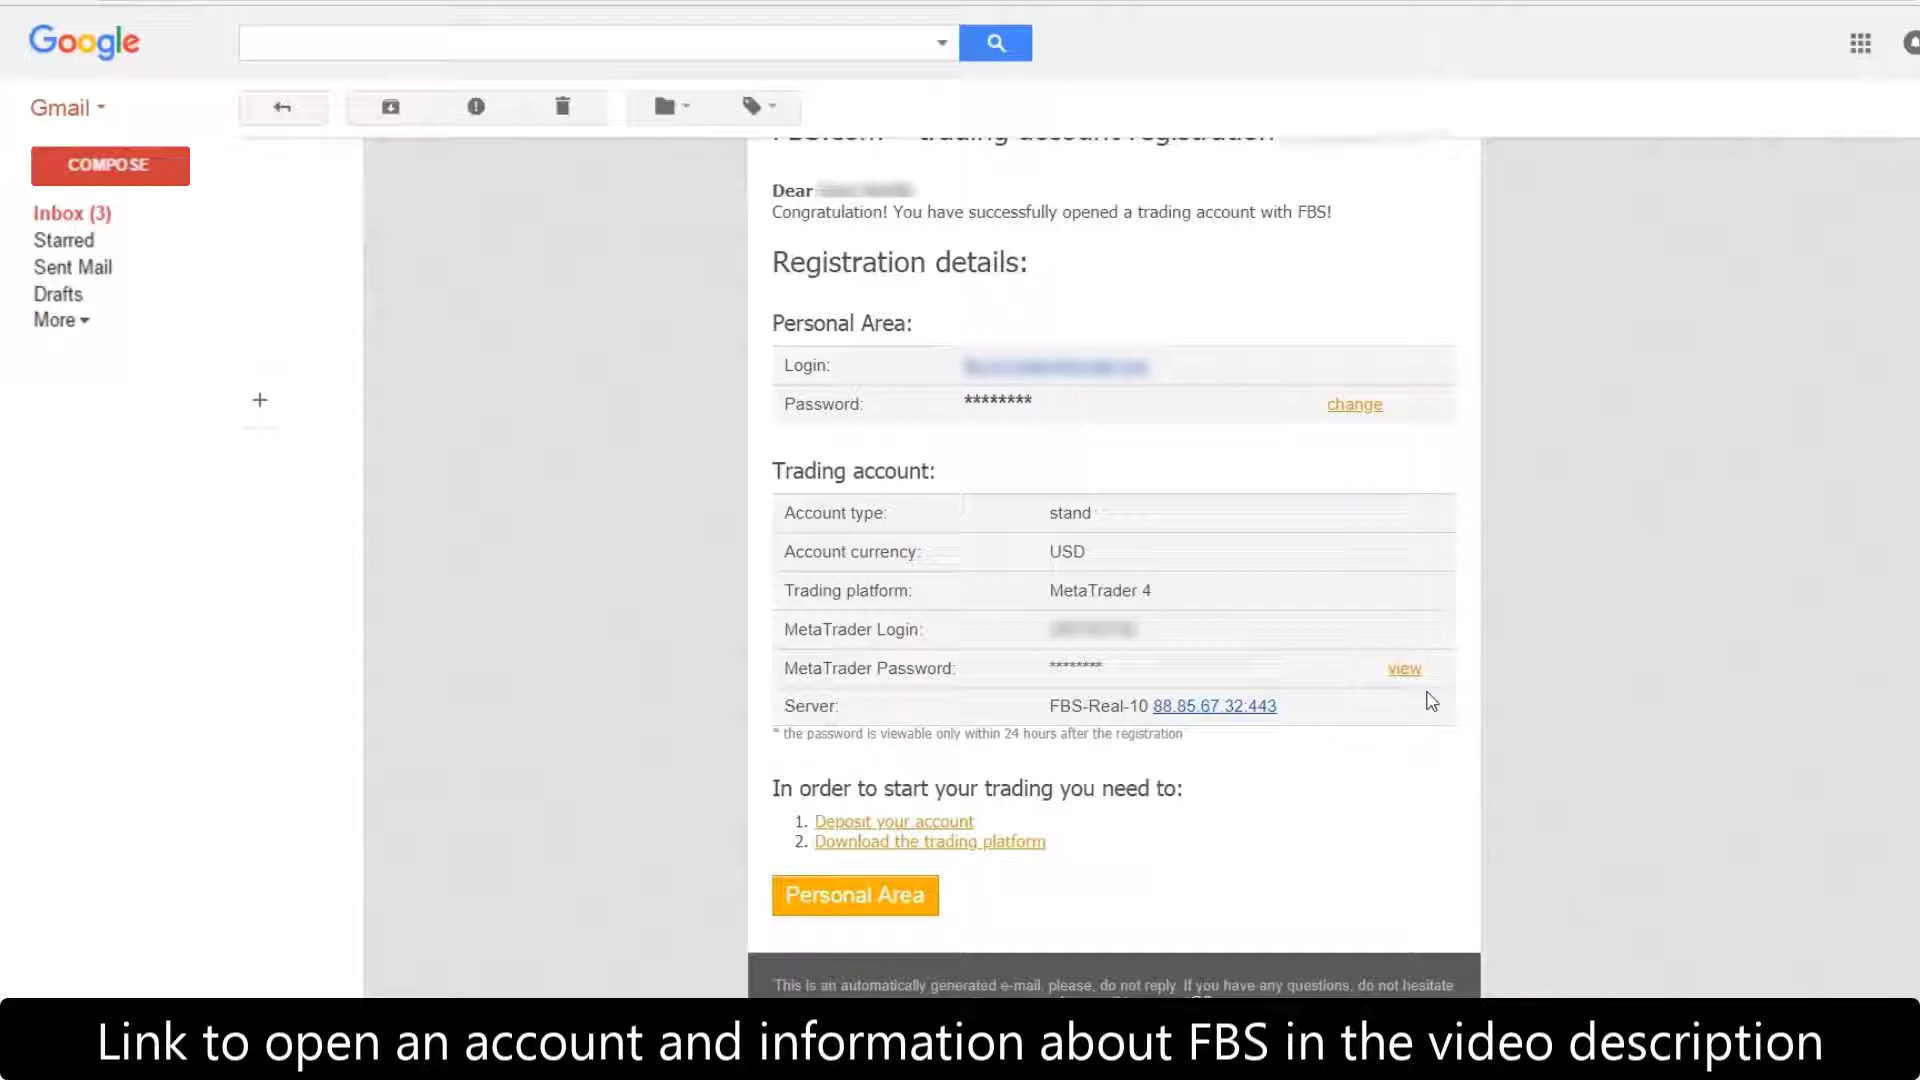 Google
Gmail
COMPOSE
Inbox (3)
Starred
Sent Mail
Drafts
More
FBS.com - trading account registration
Dear
Congratulation! You have successfully opened a trading account with FBS!
Registration details:
Personal Area:
Login:
Password: ******** change
Trading account:
Account type: stand
Account currency: USD
Trading platform: MetaTrader 4
MetaTrader Login:
MetaTrader Password: ******** view
Server: FBS-Real-10 88.85.67.32:443
* the password is viewable only within 24 hours after the registration
In order to start your trading you need to:
1. Deposit your account
2. Download the trading platform
Personal Area
This is an automatically generated e-mail, please, do not reply. If you have any questions, do not hesitate
Link to open an account and information about FBS in the video description